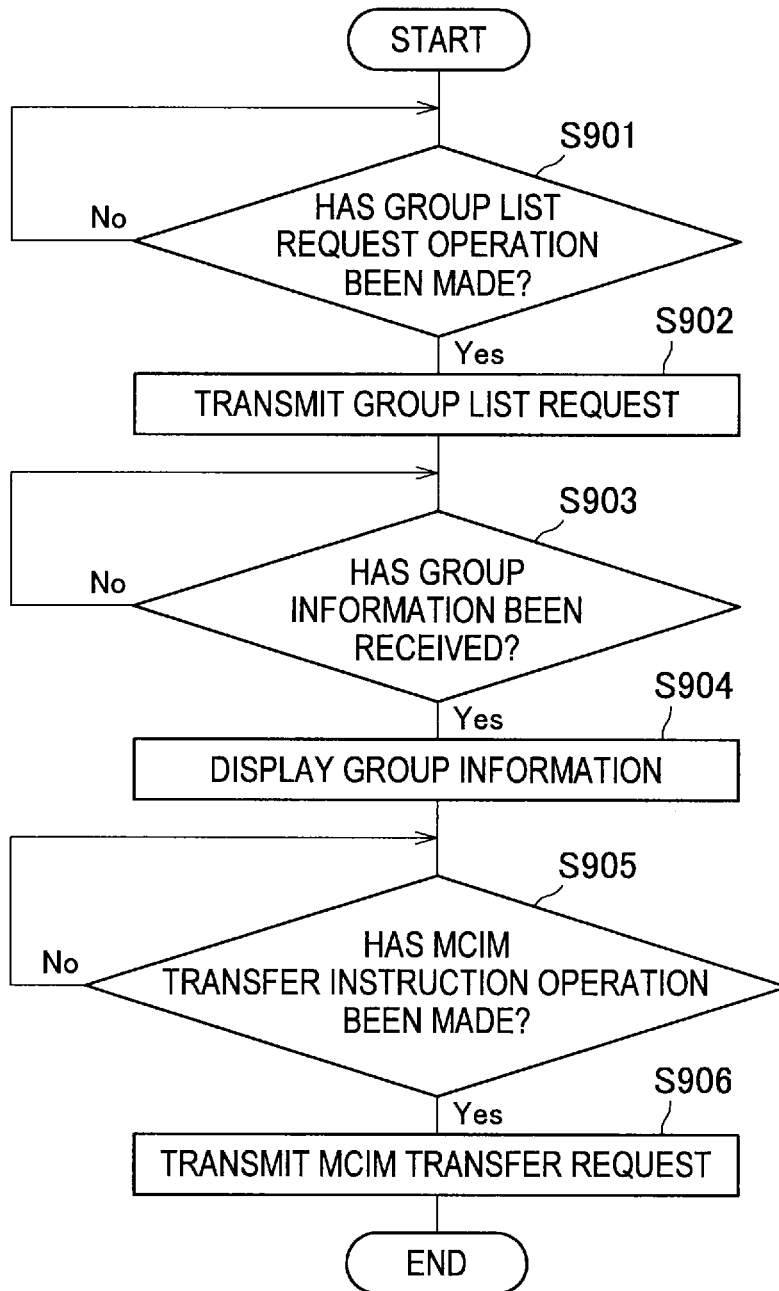 START
S901
HAS GROUP LIST
REQUEST OPERATION
BEEN MADE?
No
Yes
S902
TRANSMIT GROUP LIST REQUEST
S903
HAS GROUP
INFORMATION BEEN
RECEIVED?
No
Yes
S904
DISPLAY GROUP INFORMATION
S905
HAS MCIM
TRANSFER INSTRUCTION OPERATION
BEEN MADE?
No
Yes
S906
TRANSMIT MCIM TRANSFER REQUEST
END